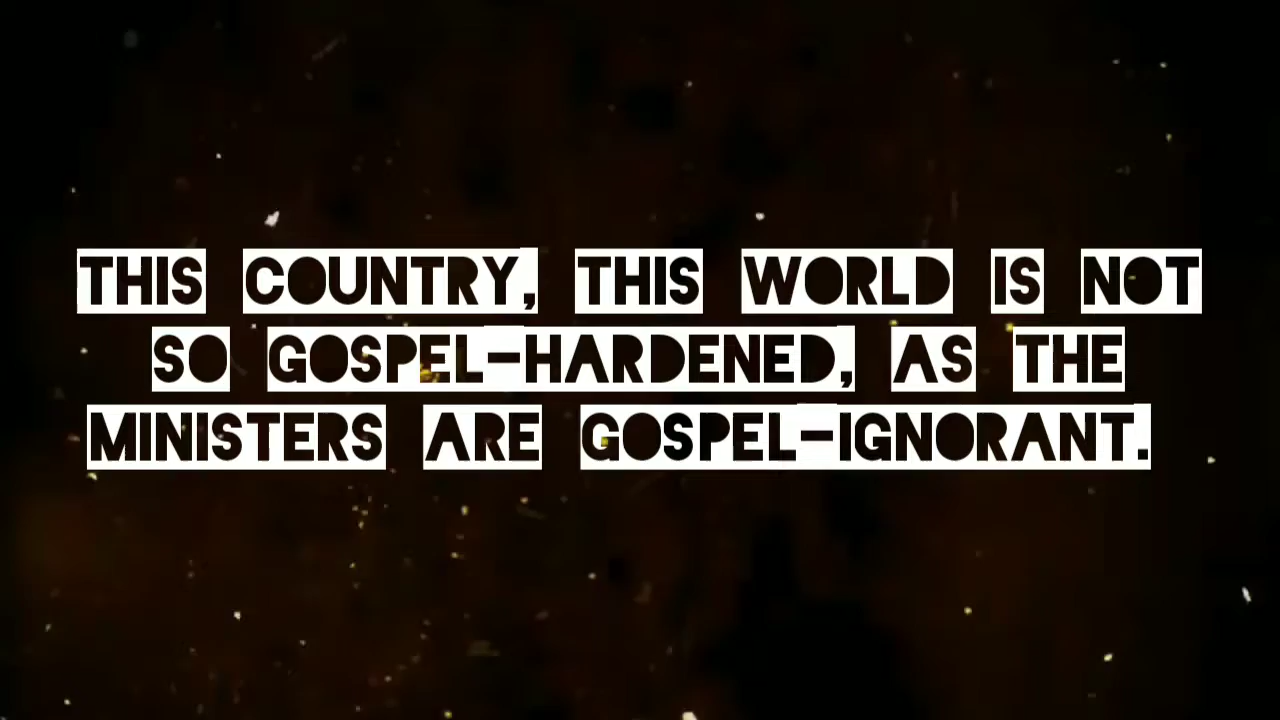 THIS COUNTRY, THIS WORLD IS NOT
SO GOSPEL-HARDENED, AS THE
MINISTERS ARE GOSPEL-IGNORANT.